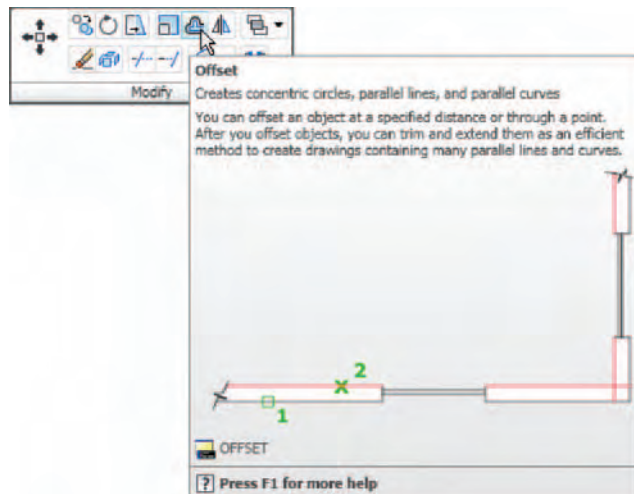 Modify
Offset
Creates concentric circles, parallel lines, and parallel curves
You can offset an object at a specified distance or through a point.
After you offset objects, you can trim and extend them as an efficient
method to create drawings containing many parallel lines and curves.
2
1
OFFSET
? Press F1 for more help